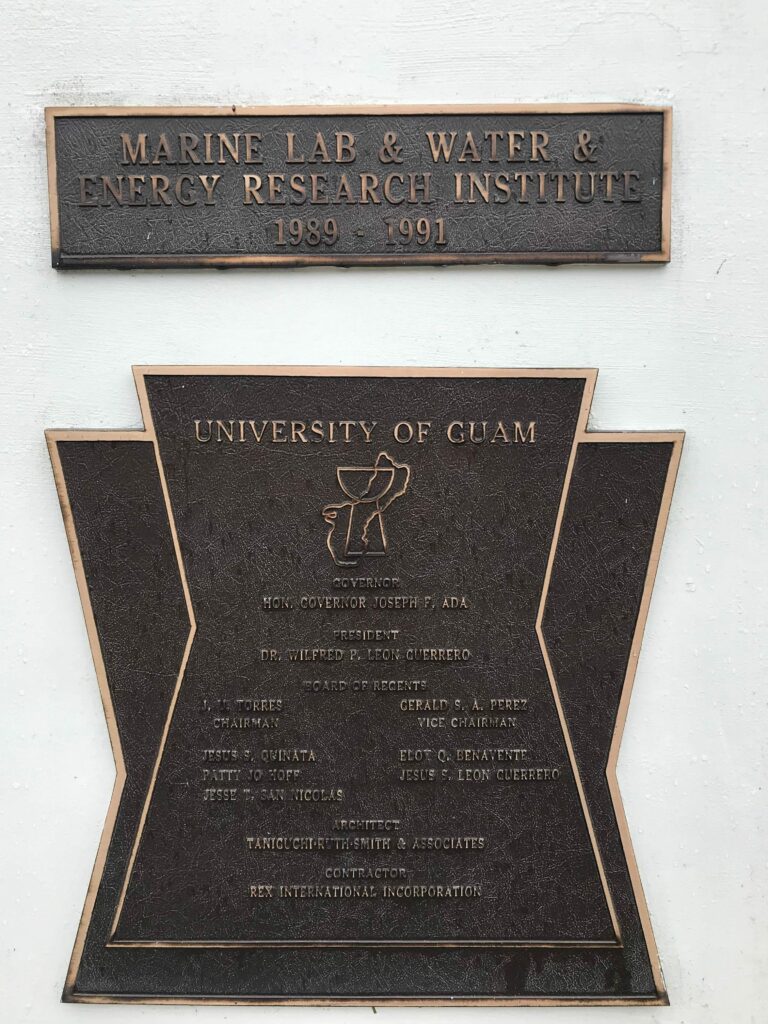 MARINE LAB & WATER &
ENERGY RESEARCH INSTITUTE
1989 - 1991
UNIVERSITY OF GUAM
GOVERNOR
HON. GOVERNOR JOSEPH F. ADA
PRESIDENT
DR. WILFRED P. LEON GUERRERO
BOARD OF REGENTS
J. U. TORRES GERALD S. A. PEREZ
CHAIRMAN VICE CHAIRMAN
JESUS S. QUINATA ELOY Q. BENAVENTE
PATTY JO HOFF JESUS S. LEON GUERRERO
JESSE T. SAN NICOLAS
ARCHITECT
TANIGUCHI-RUTH-SMITH & ASSOCIATES
CONTRACTOR
REX INTERNATIONAL INCORPORATION